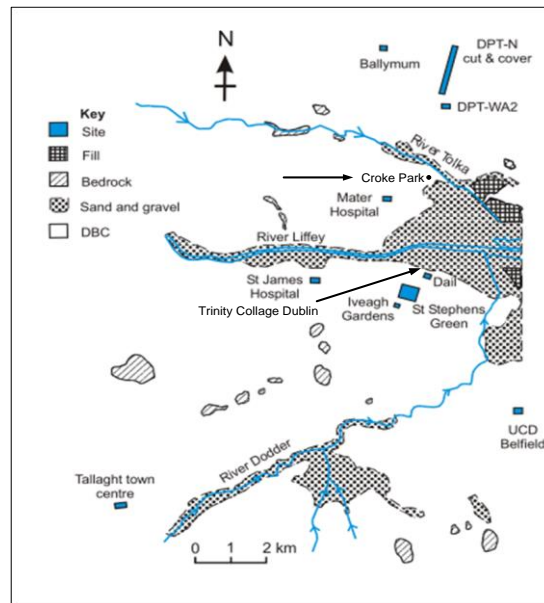 N
Ballymum
DPT-N
cut & cover
DPT-WA2
Key
Site
Fill
Bedrock
Sand and gravel
DBC
River Tolka
Croke Park
Mater
Hospital
River Liffey
St James
Hospital
Dail
Trinity Collage Dublin
Iveagh
Gardens
St Stephens
Green
UCD
Belfield
River Dodder
Tallaght town
centre
0 1 2 km